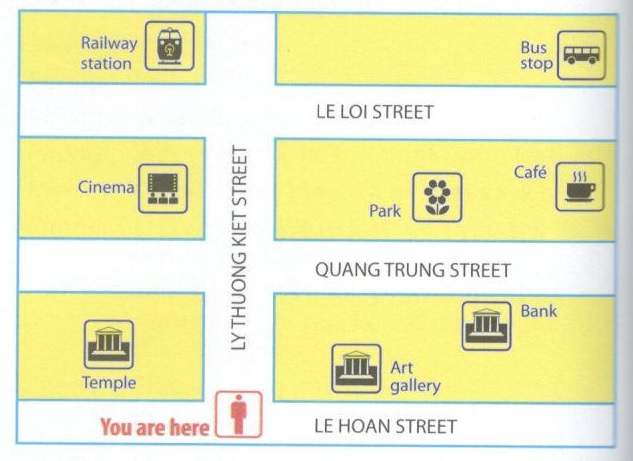 Railway
station
Bus
stop
LE LOI STREET
LY THUONG KIET STREET
Cinema
Café
Park
QUANG TRUNG STREET
Bank
Temple
Art
gallery
You are here
LE HOAN STREET